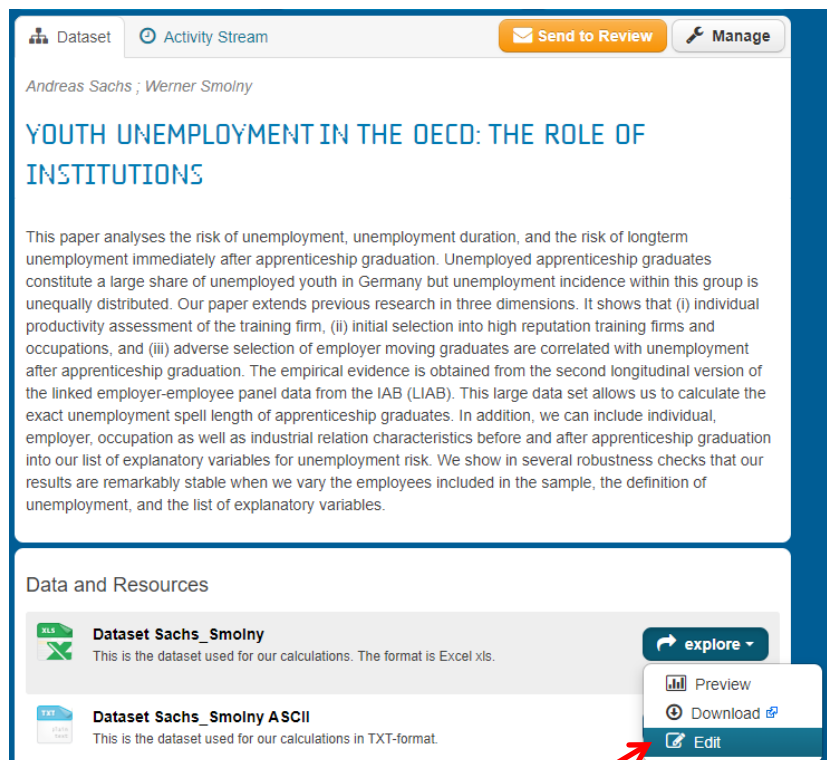 Dataset Activity Stream Send to Review Manage
Andreas Sachs ; Werner Smolny
YOUTH UNEMPLOYMENT IN THE OECD: THE ROLE OF
INSTITUTIONS
This paper analyses the risk of unemployment, unemployment duration, and the risk of longterm
unemployment immediately after apprenticeship graduation. Unemployed apprenticeship graduates
constitute a large share of unemployed youth in Germany but unemployment incidence within this group is
unequally distributed. Our paper extends previous research in three dimensions. It shows that (i) individual
productivity assessment of the training firm, (ii) initial selection into high reputation training firms and
occupations, and (iii) adverse selection of employer moving graduates are correlated with unemployment
after apprenticeship graduation. The empirical evidence is obtained from the second longitudinal version of
the linked employer-employee panel data from the IAB (LIAB). This large data set allows us to calculate the
exact unemployment spell length of apprenticeship graduates. In addition, we can include individual,
employer, occupation as well as industrial relation characteristics before and after apprenticeship graduation
into our list of explanatory variables for unemployment risk. We show in several robustness checks that our
results are remarkably stable when we vary the employees included in the sample, the definition of
unemployment, and the list of explanatory variables.
Data and Resources
XLS
Dataset Sachs_Smolny
This is the dataset used for our calculations. The format is Excel xls.
explore
Preview
Download
Edit
TXT
Dataset Sachs_Smolny ASCII
This is the dataset used for our calculations in TXT-format.